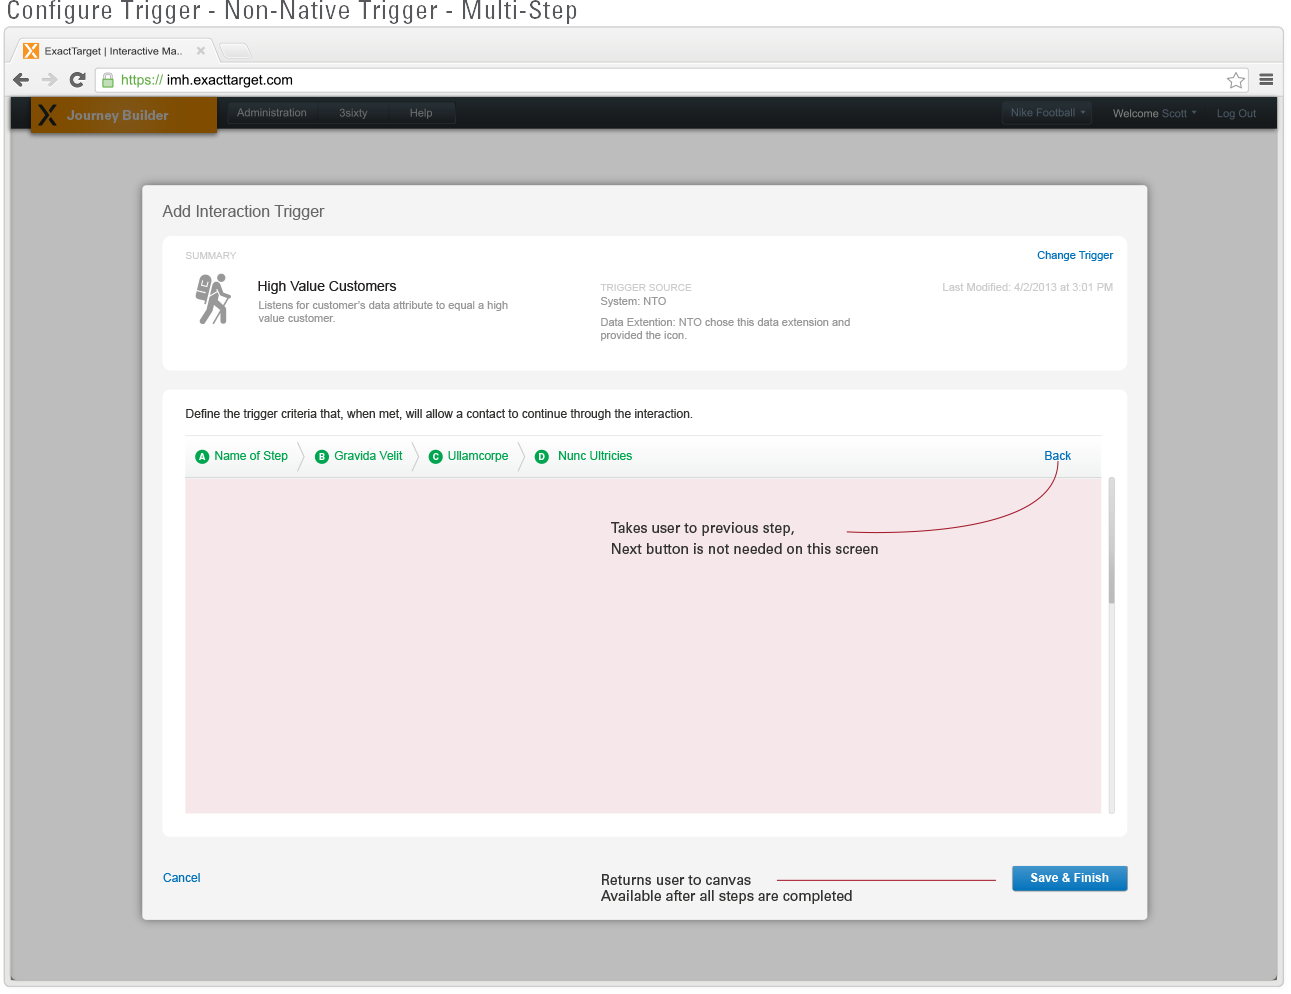 Configure Trigger - Non-Native Trigger - Multi-Step
ExactTarget | Interactive Ma..
https:// imh.exacttarget.com
Journey Builder
Administration
3sixty
Help
Nike Football
Welcome Scott
Log Out
Add Interaction Trigger
SUMMARY
Change Trigger
High Value Customers
Listens for customer's data attribute to equal a high
value customer.
TRIGGER SOURCE
System: NTO
Data Extention: NTO chose this data extension and
provided the icon.
Last Modified: 4/2/2013 at 3:01 PM
Define the trigger criteria that, when met, will allow a contact to continue through the interaction.
A Name of Step
B Gravida Velit
C Ullamcorpe
D Nunc Ultricies
Back
Takes user to previous step,
Next button is not needed on this screen
Cancel
Returns user to canvas
Available after all steps are completed
Save & Finish